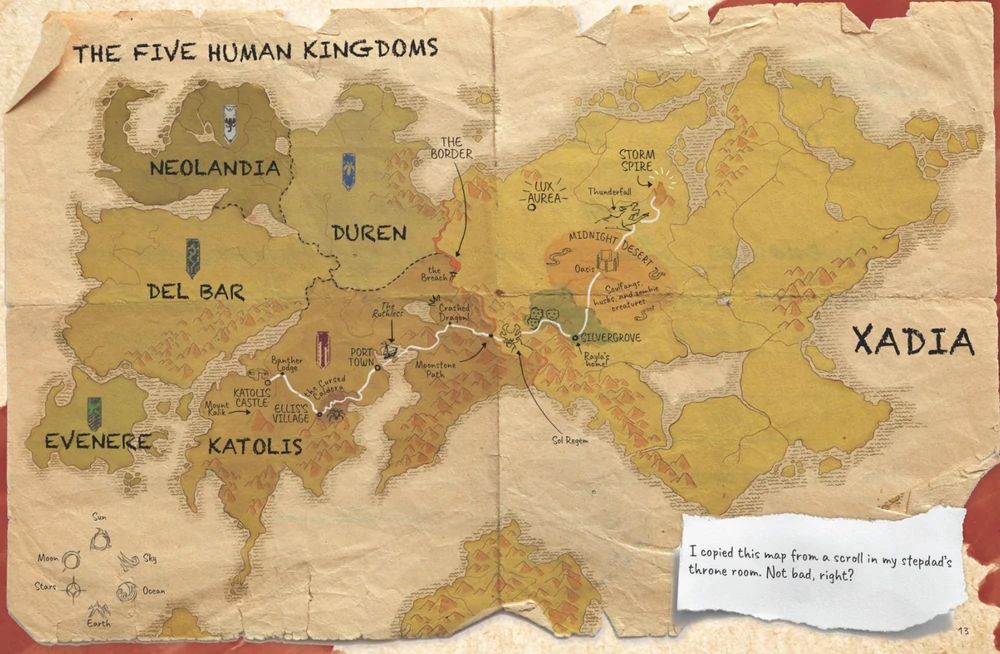 THE FIVE HUMAN KINGDOMS
NEOLANDIA
DUREN
DEL BAR
EVENERE
KATOLIS
THE
BORDER
the
Breach
The
Ruthless
Crashed
Dragon!
PORT
TOWN
Moonstone
Path
Banther
Lodge
KATOLIS
CASTLE
Mount
Kalik
The Cursed
Caldera
ELLIS'S
VILLAGE
LUX
AUREA
STORM
SPIRE
Thunderfall
MIDNIGHT DESERT
Oasis
Soulfangs,
husks, and zombie
creatures
SILVERGROVE
Rayla's
home!
Sol Regem
XADIA
Sun
Moon
Sky
Stars
Ocean
Earth
I copied this map from a scroll in my stepdad's
throne room. Not bad, right?
13